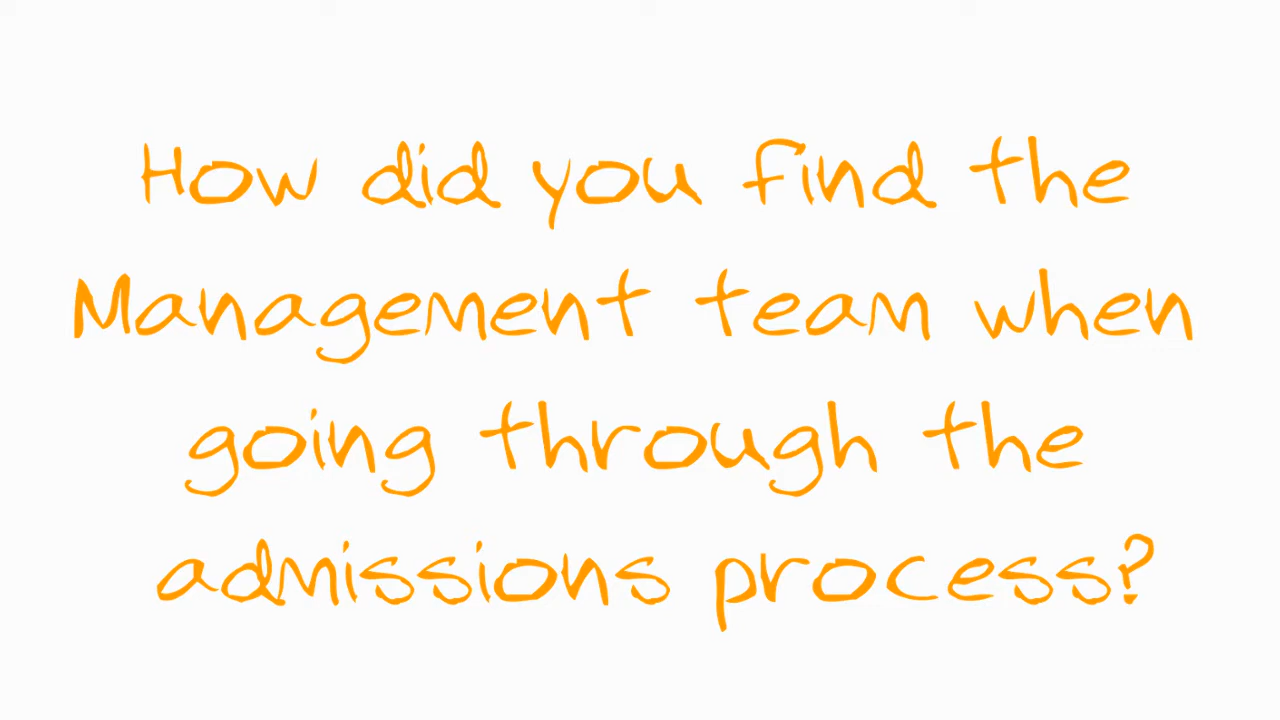 How did you find the
Management team when
going through the
admissions process?